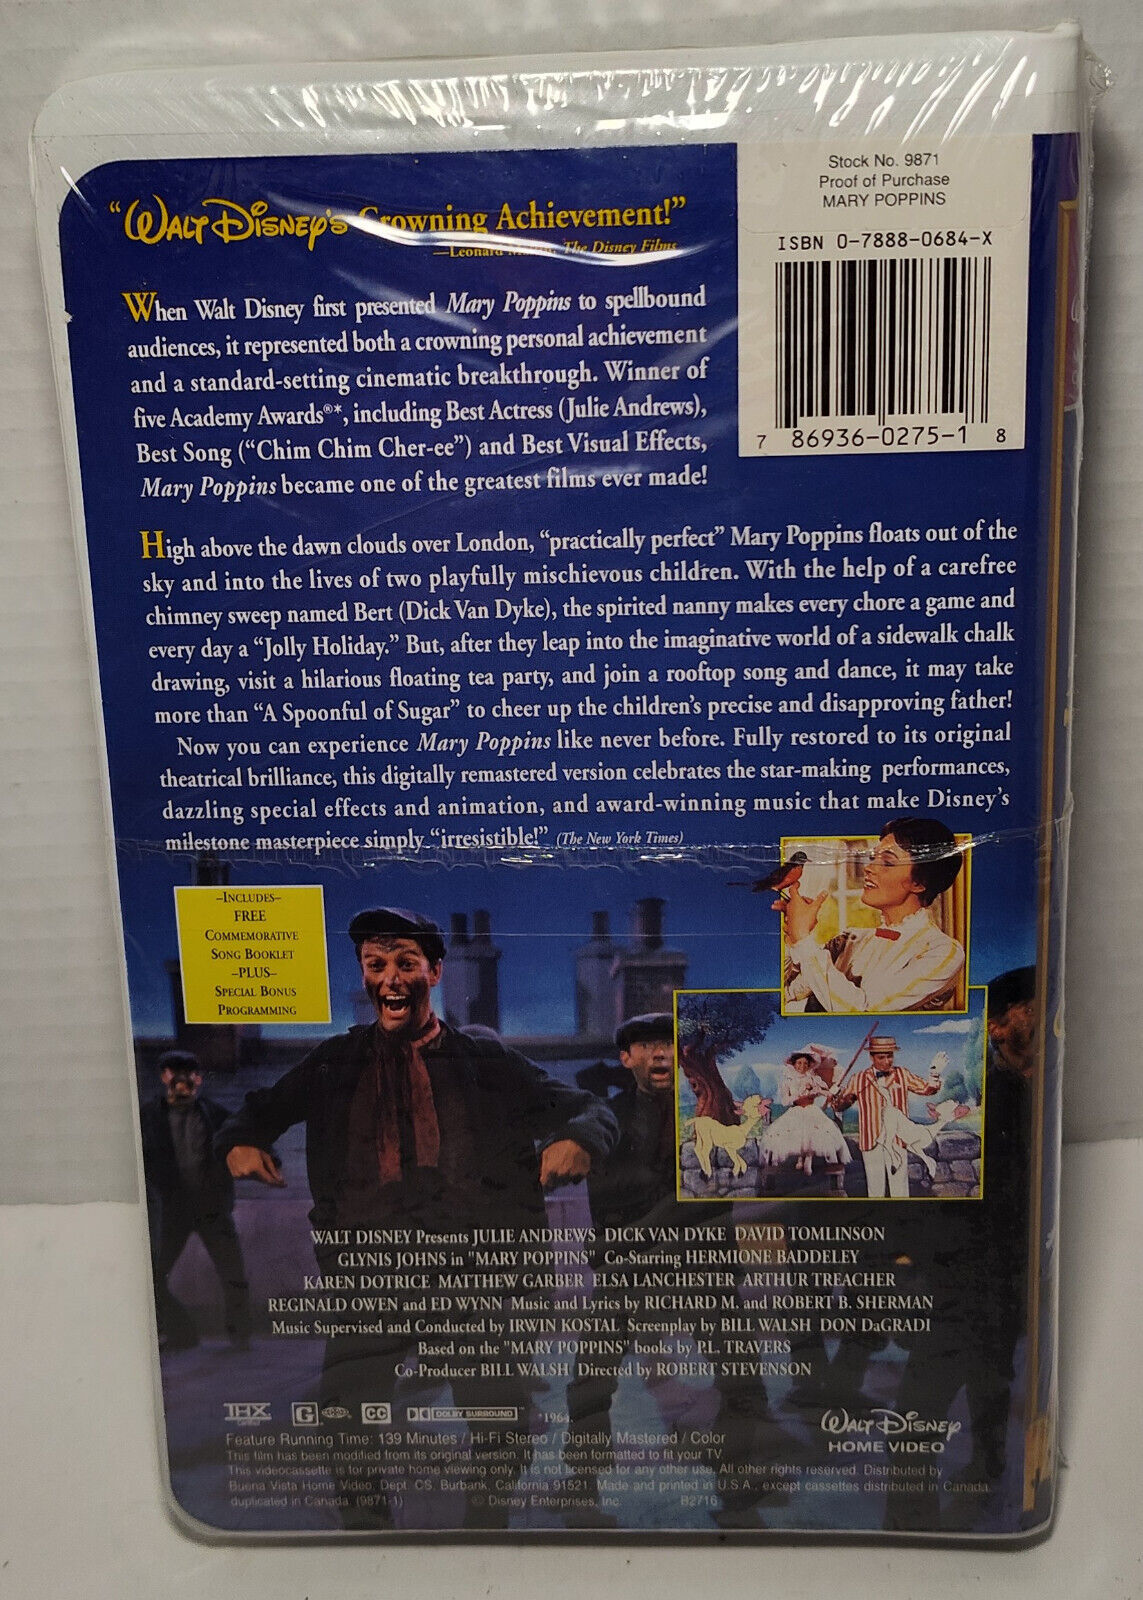 "WALT DISNEY'S Crowning Achievement!"
—Leonard Maltin, The Disney Films
Stock No. 9871
Proof of Purchase
MARY POPPINS
ISBN 0-7888-0684-X
7 86936-0275-1 8
When Walt Disney first presented Mary Poppins to spellbound
audiences, it represented both a crowning personal achievement
and a standard-setting cinematic breakthrough. Winner of
five Academy Awards®*, including Best Actress (Julie Andrews),
Best Song ("Chim Chim Cher-ee") and Best Visual Effects,
Mary Poppins became one of the greatest films ever made!
High above the dawn clouds over London, "practically perfect" Mary Poppins floats out of the
sky and into the lives of two playfully mischievous children. With the help of a carefree
chimney sweep named Bert (Dick Van Dyke), the spirited nanny makes every chore a game and
every day a "Jolly Holiday." But, after they leap into the imaginative world of a sidewalk chalk
drawing, visit a hilarious floating tea party, and join a rooftop song and dance, it may take
more than "A Spoonful of Sugar" to cheer up the children's precise and disapproving father!
Now you can experience Mary Poppins like never before. Fully restored to its original
theatrical brilliance, this digitally remastered version celebrates the star-making performances,
dazzling special effects and animation, and award-winning music that make Disney's
milestone masterpiece simply "irresistible!" (The New York Times)
–INCLUDES–
FREE
COMMEMORATIVE
SONG BOOKLET
–PLUS–
SPECIAL BONUS
PROGRAMMING
WALT DISNEY Presents JULIE ANDREWS DICK VAN DYKE DAVID TOMLINSON
GLYNIS JOHNS in "MARY POPPINS" Co-Starring HERMIONE BADDELEY
KAREN DOTRICE MATTHEW GARBER ELSA LANCHESTER ARTHUR TREACHER
REGINALD OWEN and ED WYNN Music and Lyrics by RICHARD M. and ROBERT B. SHERMAN
Music Supervised and Conducted by IRWIN KOSTAL Screenplay by BILL WALSH DON DaGRADI
Based on the "MARY POPPINS" books by P.L. TRAVERS
Co-Producer BILL WALSH Directed by ROBERT STEVENSON
THX G CC DOLBY SURROUND *1964
Feature Running Time: 139 Minutes / Hi-Fi Stereo / Digitally Mastered / Color
This film has been modified from its original version. It has been formatted to fit your TV.
This videocassette is for private home viewing only. It is not licensed for any other use. All other rights reserved. Distributed by
Buena Vista Home Video, Dept. CS, Burbank, California 91521. Made and printed in U.S.A., except cassettes distributed in Canada
duplicated in Canada. (9871-1) © Disney Enterprises, Inc. B2716
WALT DISNEY
HOME VIDEO